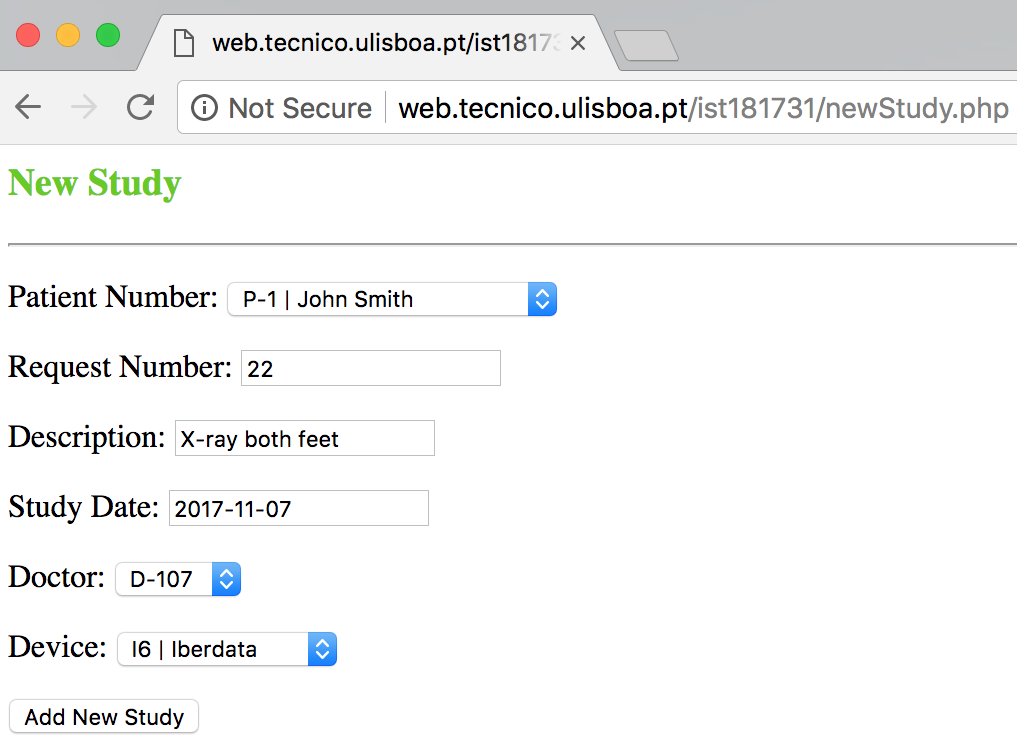 web.tecnico.ulisboa.pt/ist18173
Not Secure web.tecnico.ulisboa.pt/ist181731/newStudy.php
New Study
Patient Number: P-1 | John Smith
Request Number: 22
Description: X-ray both feet
Study Date: 2017-11-07
Doctor: D-107
Device: I6 | Iberdata
Add New Study